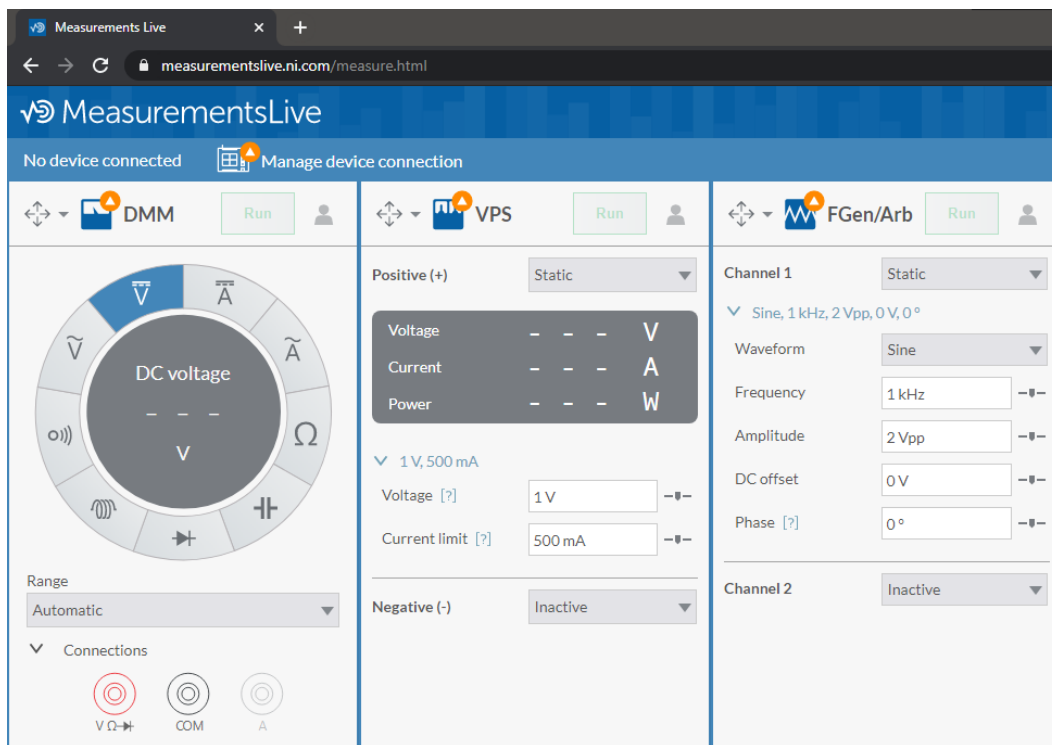 Measurements Live
measurementslive.ni.com/measure.html
MeasurementsLive
No device connected
Manage device connection
DMM
Run
V
A
V
A
Ω
DC voltage
– – –
V
Range
Automatic
Connections
V Ω
COM
A
VPS
Run
Positive (+)
Static
Voltage – – – V
Current – – – A
Power – – – W
1 V, 500 mA
Voltage [?]
1 V
Current limit [?]
500 mA
Negative (-)
Inactive
FGen/Arb
Run
Channel 1
Static
Sine, 1 kHz, 2 Vpp, 0 V, 0 °
Waveform
Sine
Frequency
1 kHz
Amplitude
2 Vpp
DC offset
0 V
Phase [?]
0 °
Channel 2
Inactive